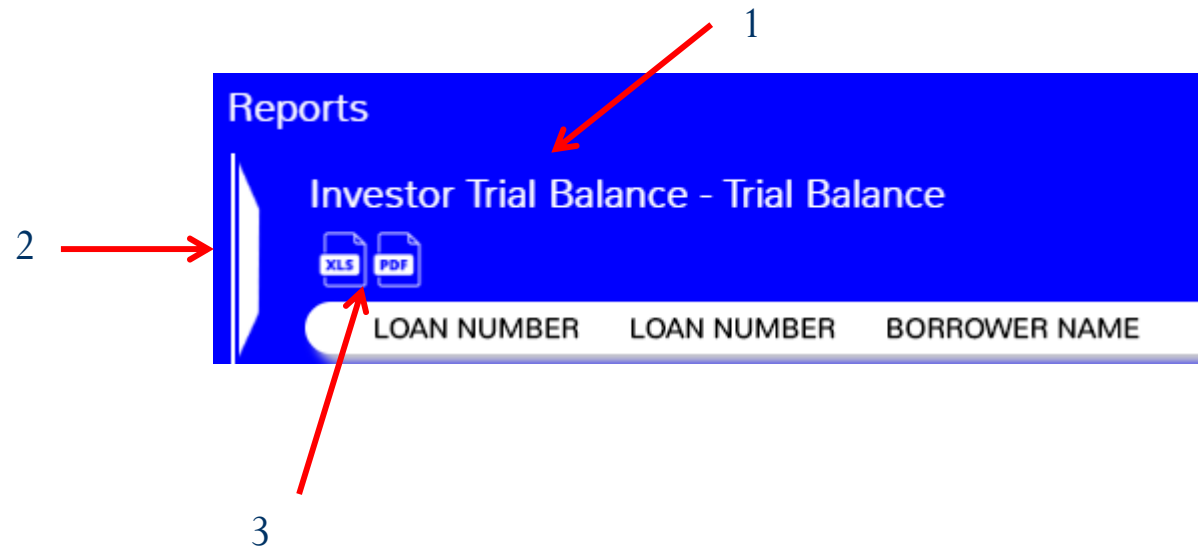 1
Reports
Investor Trial Balance - Trial Balance
2
XLS PDF
LOAN NUMBER LOAN NUMBER BORROWER NAME
3